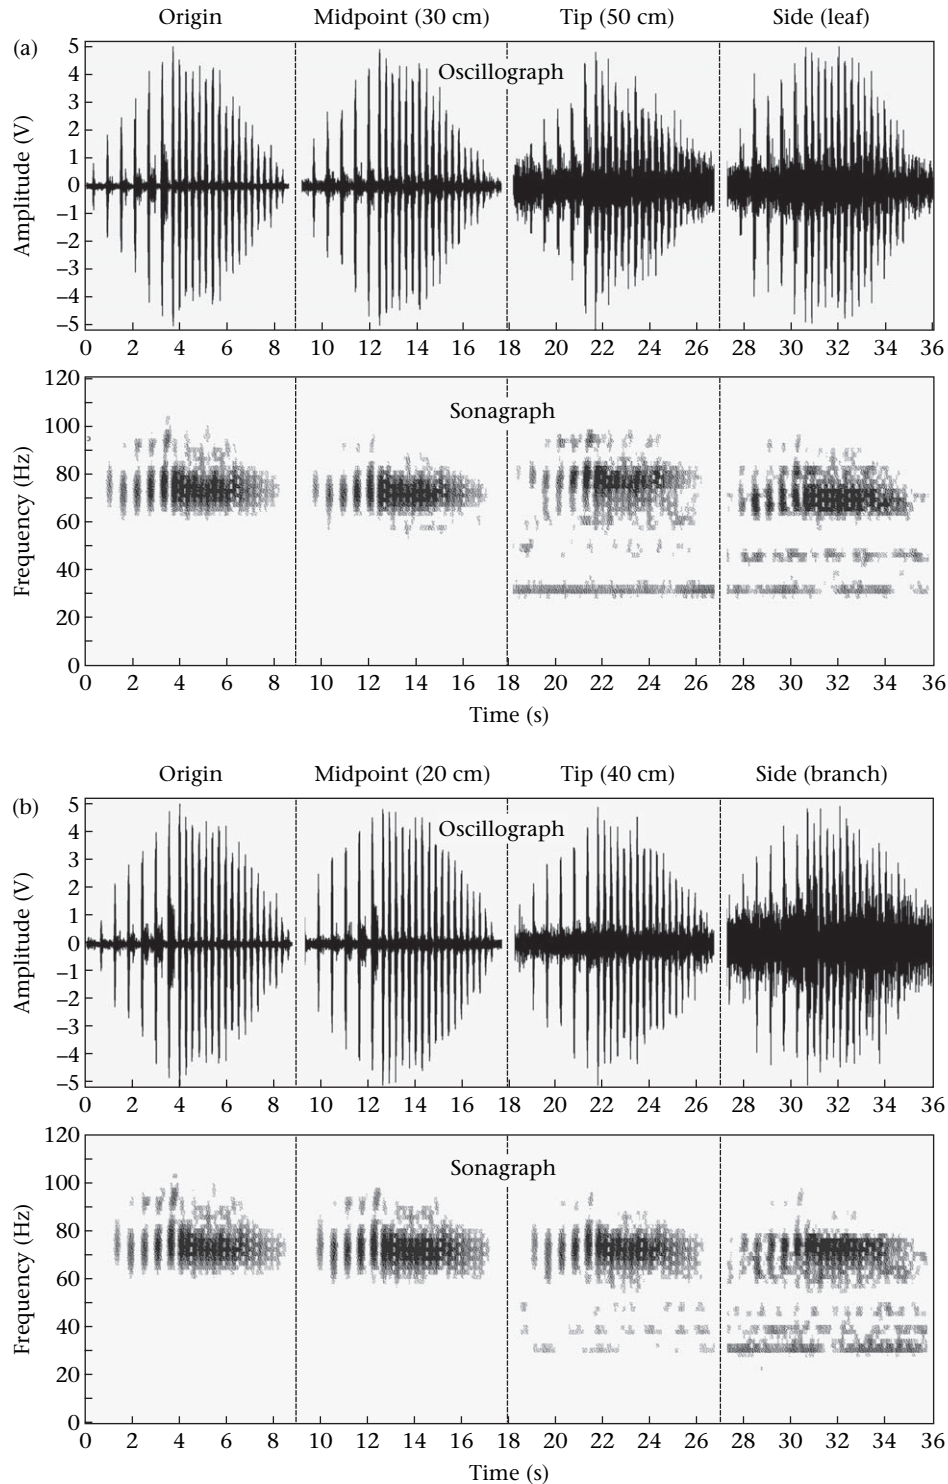 Origin Midpoint (30 cm) Tip (50 cm) Side (leaf)
(a)
Oscillograph
Amplitude (V)
5
4
3
2
1
0
–1
–2
–3
–4
–5
0 2 4 6 8 10 12 14 16 18 20 22 24 26 28 30 32 34 36
Sonagraph
Frequency (Hz)
120
100
80
60
40
20
0
0 2 4 6 8 10 12 14 16 18 20 22 24 26 28 30 32 34 36
Time (s)
Origin Midpoint (20 cm) Tip (40 cm) Side (branch)
(b)
Oscillograph
Amplitude (V)
5
4
3
2
1
0
–1
–2
–3
–4
–5
0 2 4 6 8 10 12 14 16 18 20 22 24 26 28 30 32 34 36
Sonagraph
Frequency (Hz)
120
100
80
60
40
20
0
0 2 4 6 8 10 12 14 16 18 20 22 24 26 28 30 32 34 36
Time (s)